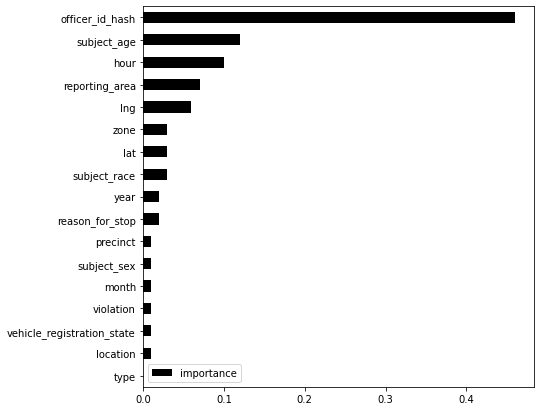 officer_id_hash
subject_age
hour
reporting_area
lng
zone
lat
subject_race
year
reason_for_stop
precinct
subject_sex
month
violation
vehicle_registration_state
location
type
importance
0.0 0.1 0.2 0.3 0.4